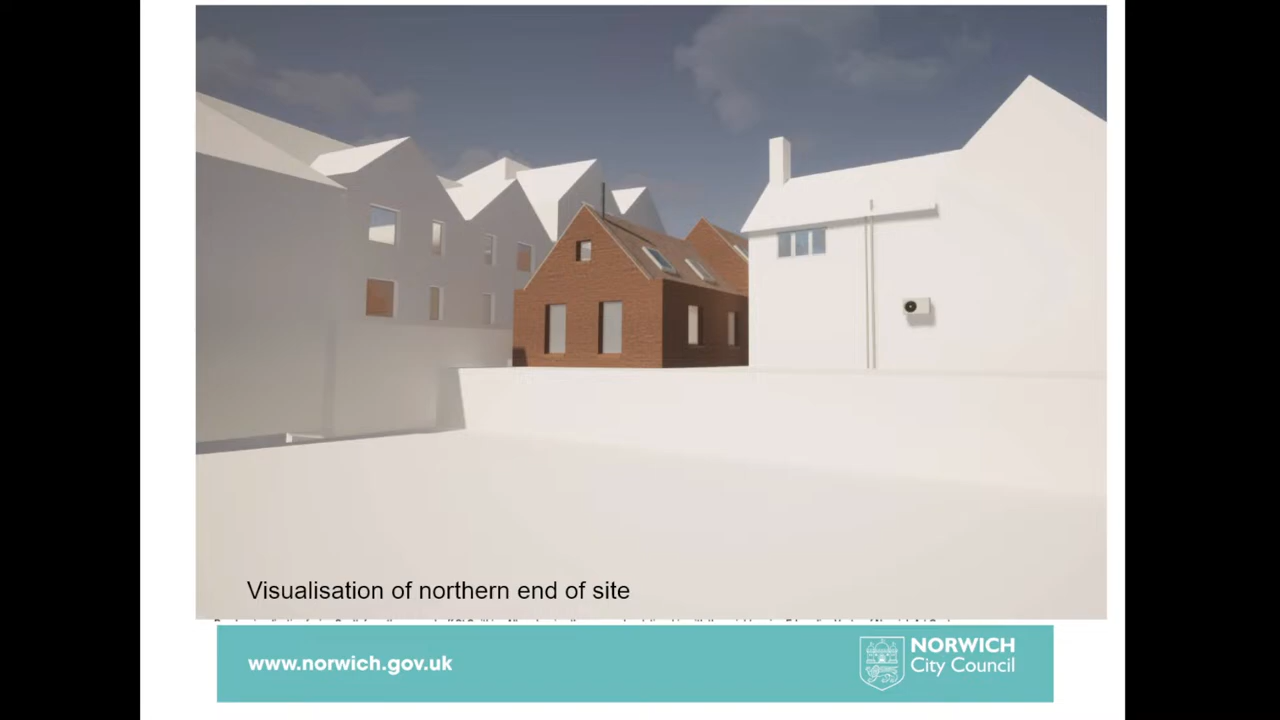 Visualisation of northern end of site
www.norwich.gov.uk
NORWICH
City Council